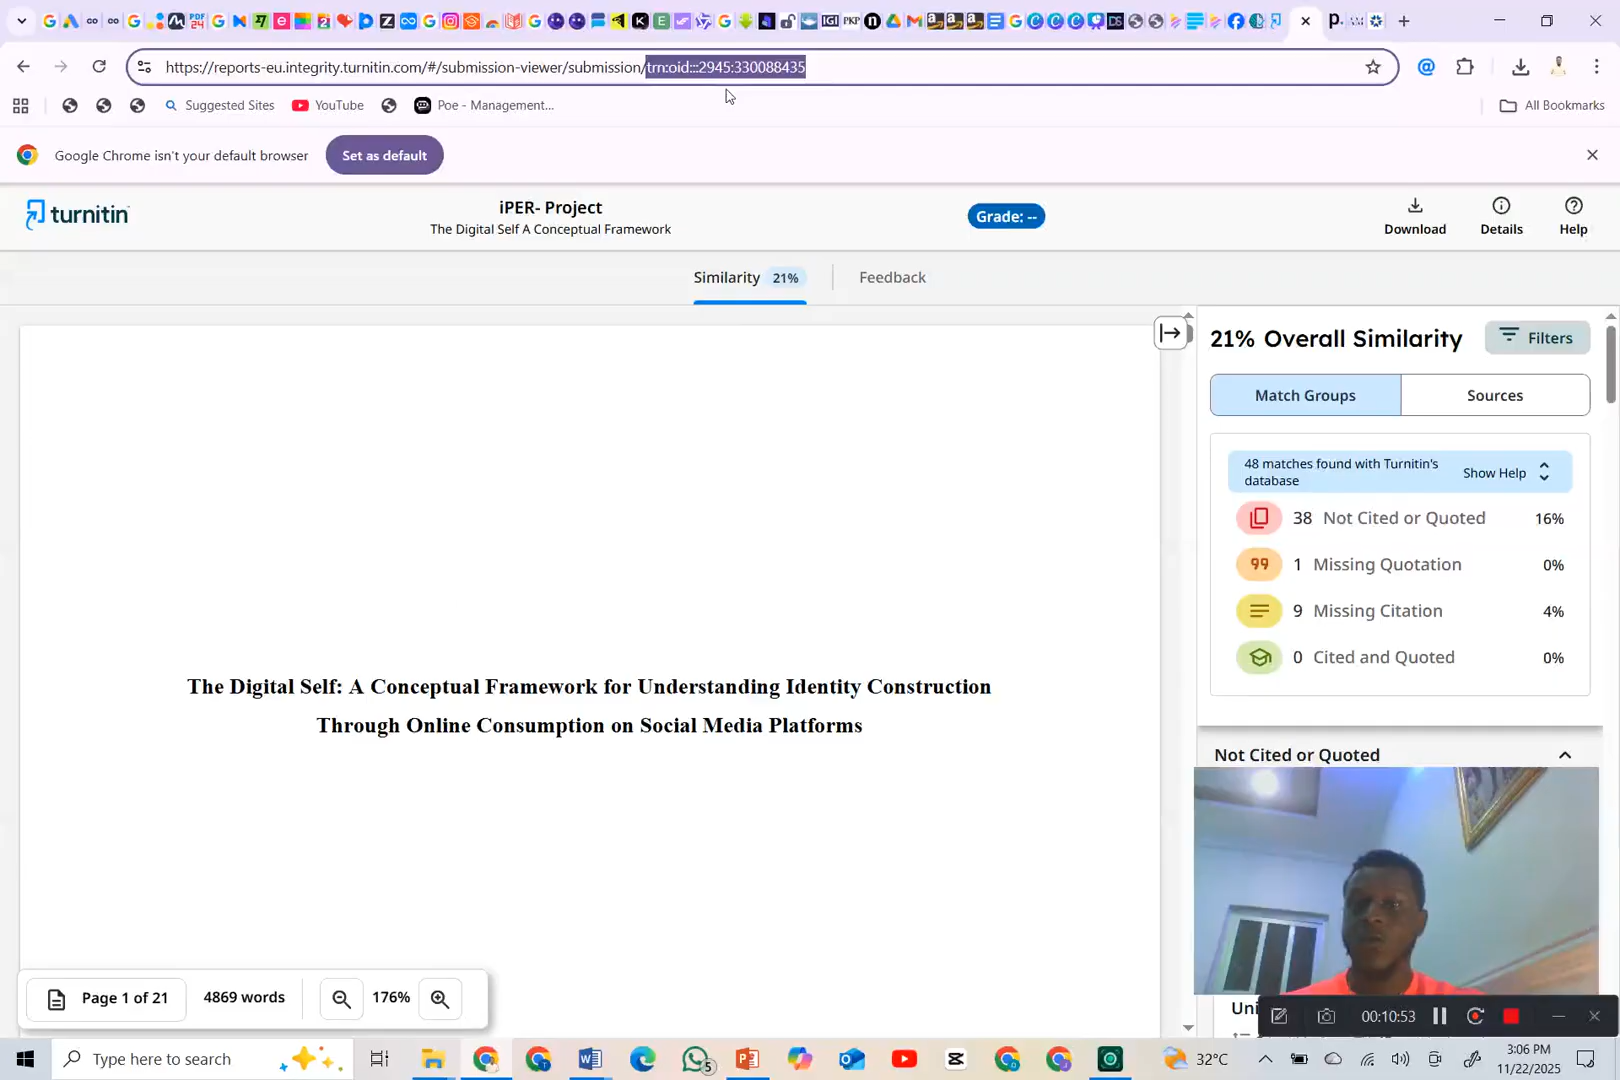 https://reports-eu.integrity.turnitin.com/#/submission-viewer/submission/trn:oid:::2945:330088435
Suggested Sites
YouTube
Poe - Management...
All Bookmarks
Google Chrome isn't your default browser
Set as default
turnitin
iPER- Project
The Digital Self A Conceptual Framework
Grade: --
Download
Details
Help
Similarity 21%
Feedback
21% Overall Similarity
Filters
Match Groups
Sources
48 matches found with Turnitin's
database
Show Help
38 Not Cited or Quoted 16%
1 Missing Quotation 0%
9 Missing Citation 4%
0 Cited and Quoted 0%
The Digital Self: A Conceptual Framework for Understanding Identity Construction
Through Online Consumption on Social Media Platforms
Not Cited or Quoted
Page 1 of 21
4869 words
176%
Uni
00:10:53
Type here to search
5
32°C
3:06 PM
11/22/2025